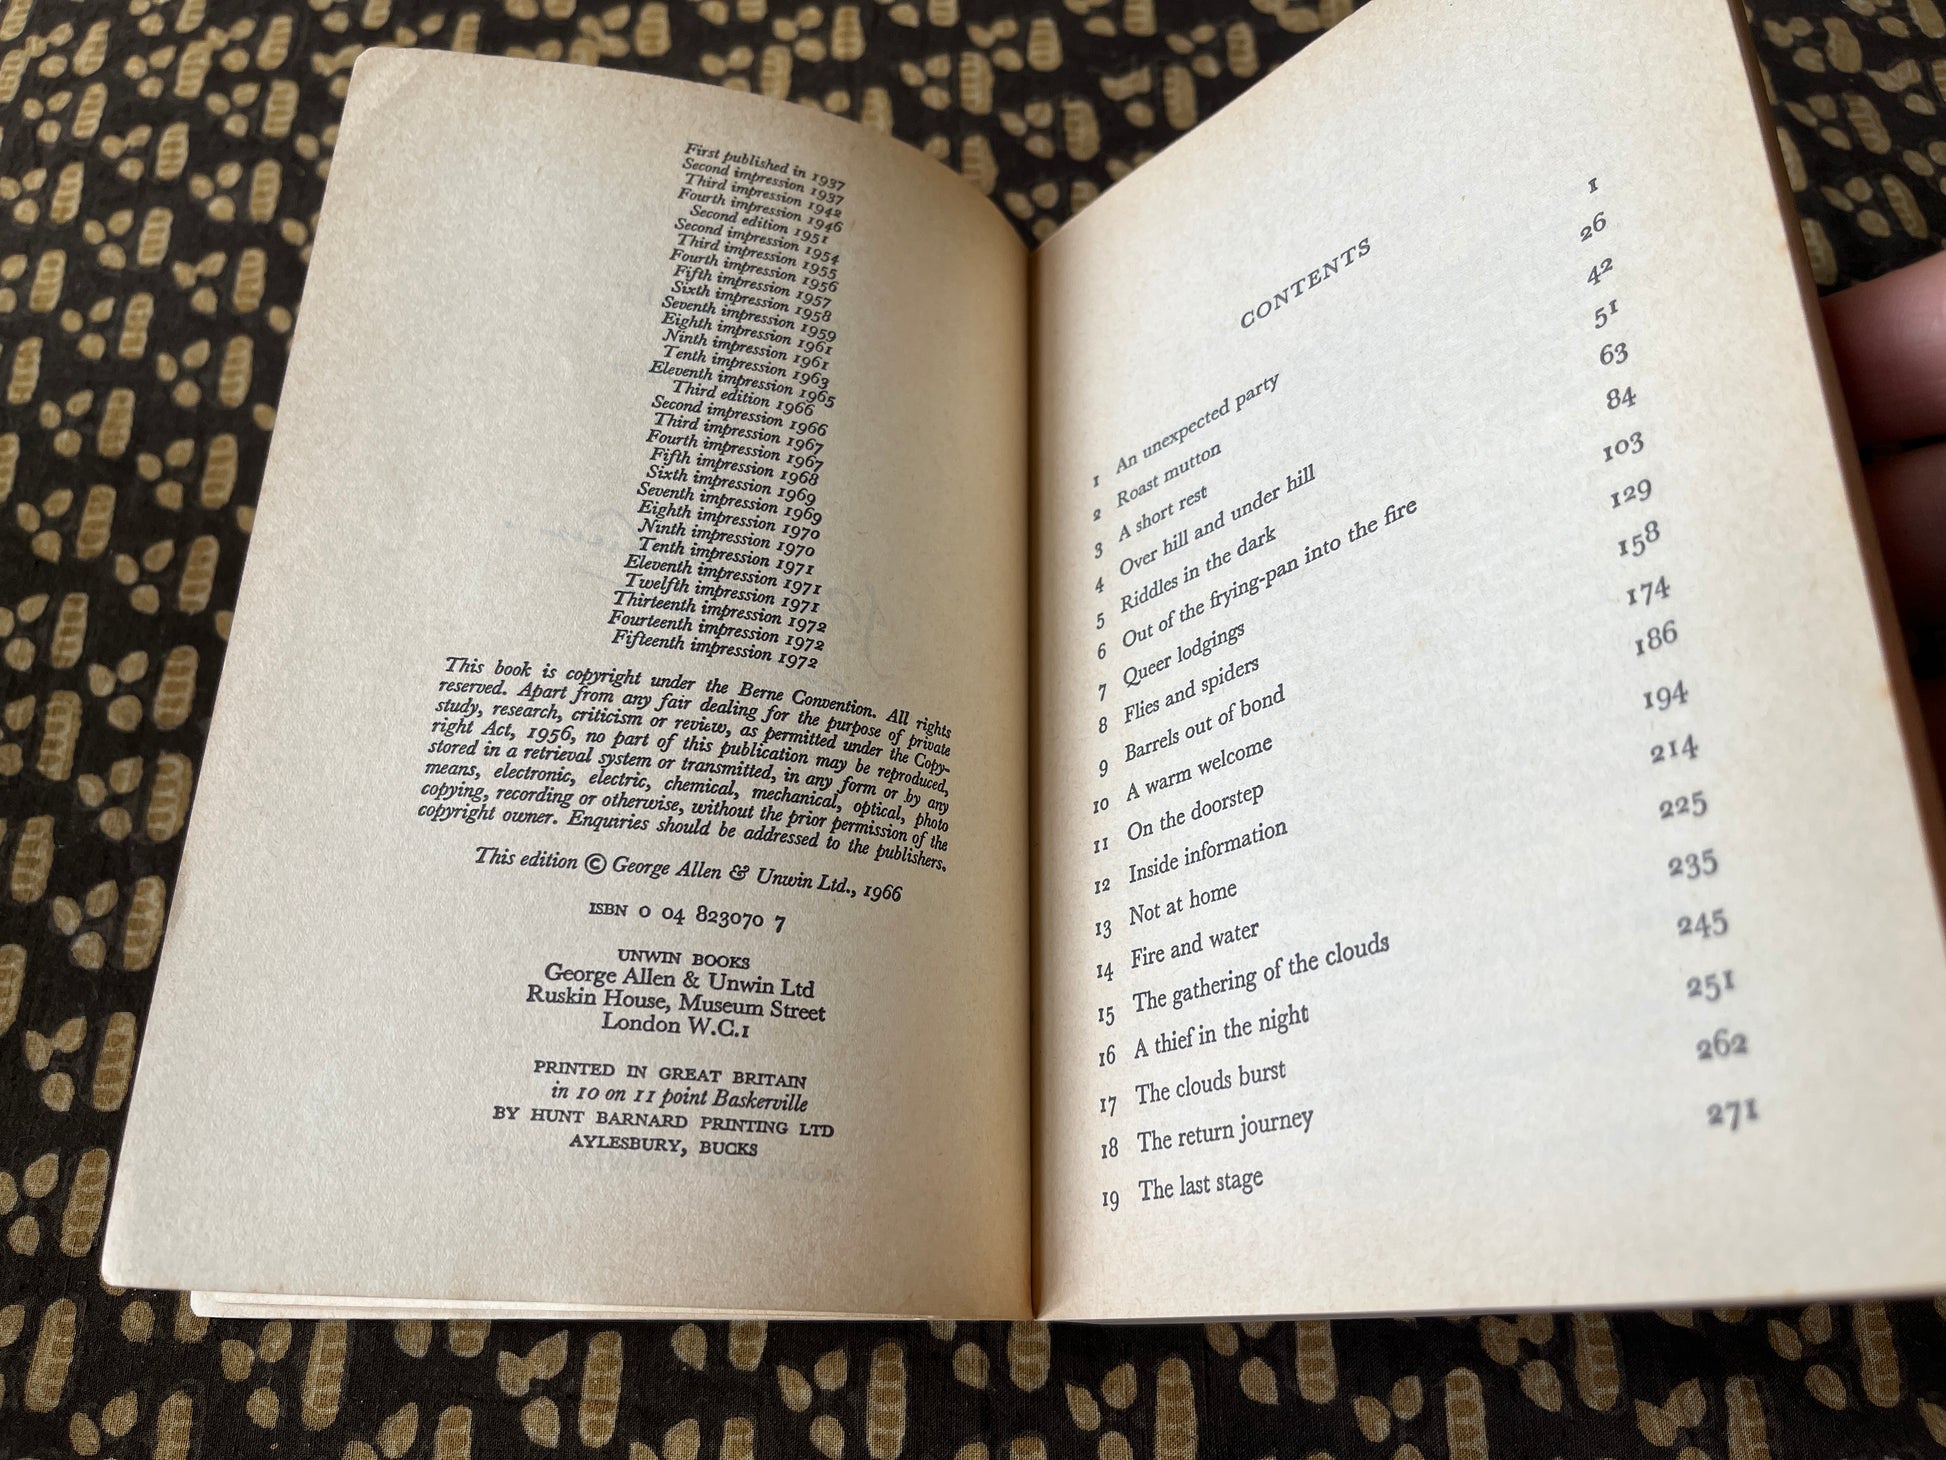 First published in 1937
Second impression 1937
Third impression 1942
Fourth impression 1946
Second edition 1951
Second impression 1954
Third impression 1955
Fourth impression 1956
Fifth impression 1957
Sixth impression 1958
Seventh impression 1959
Eighth impression 1961
Ninth impression 1961
Tenth impression 1963
Eleventh impression 1965
Third edition 1966
Second impression 1966
Third impression 1967
Fourth impression 1967
Fifth impression 1968
Sixth impression 1969
Seventh impression 1969
Eighth impression 1970
Ninth impression 1970
Tenth impression 1971
Eleventh impression 1971
Twelfth impression 1971
Thirteenth impression 1972
Fourteenth impression 1972
Fifteenth impression 1972
This book is copyright under the Berne Convention. All rights
reserved. Apart from any fair dealing for the purpose of private
study, research, criticism or review, as permitted under the Copy-
right Act, 1956, no part of this publication may be reproduced,
stored in a retrieval system or transmitted, in any form or by any
means, electronic, electric, chemical, mechanical, optical, photo
copying, recording or otherwise, without the prior permission of the
copyright owner. Enquiries should be addressed to the publishers.
This edition © George Allen & Unwin Ltd., 1966
ISBN 0 04 823070 7
UNWIN BOOKS
George Allen & Unwin Ltd
Ruskin House, Museum Street
London W.C.1
PRINTED IN GREAT BRITAIN
in 10 on 11 point Baskerville
BY HUNT BARNARD PRINTING LTD
AYLESBURY, BUCKS
CONTENTS
1 An unexpected party 1
2 Roast mutton 26
3 A short rest 42
4 Over hill and under hill 51
5 Riddles in the dark 63
6 Out of the frying-pan into the fire 84
7 Queer lodgings 103
8 Flies and spiders 129
9 Barrels out of bond 158
10 A warm welcome 174
11 On the doorstep 186
12 Inside information 194
13 Not at home 214
14 Fire and water 225
15 The gathering of the clouds 235
16 A thief in the night 245
17 The clouds burst 251
18 The return journey 262
19 The last stage 271